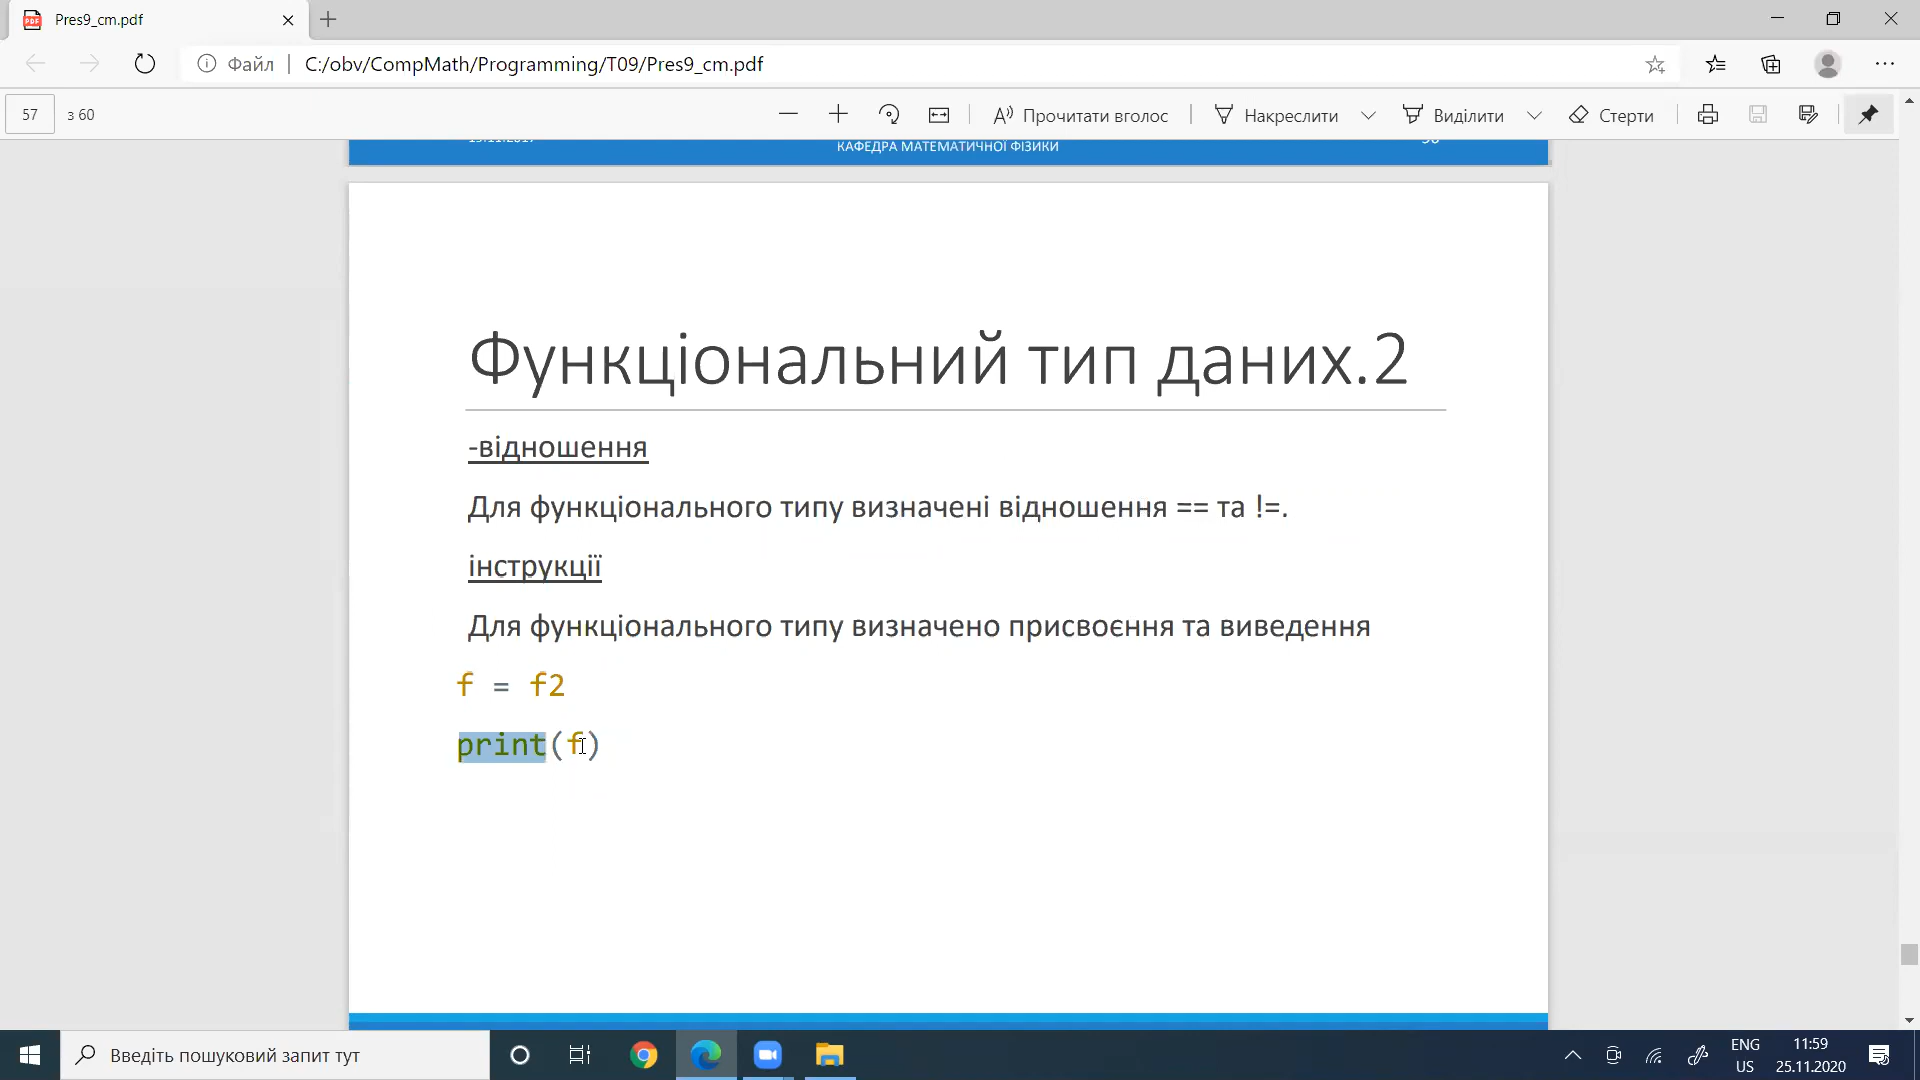 Pres9_cm.pdf
Файл
C:/obv/CompMath/Programming/T09/Pres9_cm.pdf
57
з 60
Прочитати вголос
Накреслити
Виділити
Стерти
КАФЕДРА МАТЕМАТИЧНОЇ ФІЗИКИ
Функціональний тип даних.2
-відношення
Для функціонального типу визначені відношення == та !=.
інструкції
Для функціонального типу визначено присвоєння та виведення
f = f2
print(f)
Введіть пошуковий запит тут
ENG
US
11:59
25.11.2020